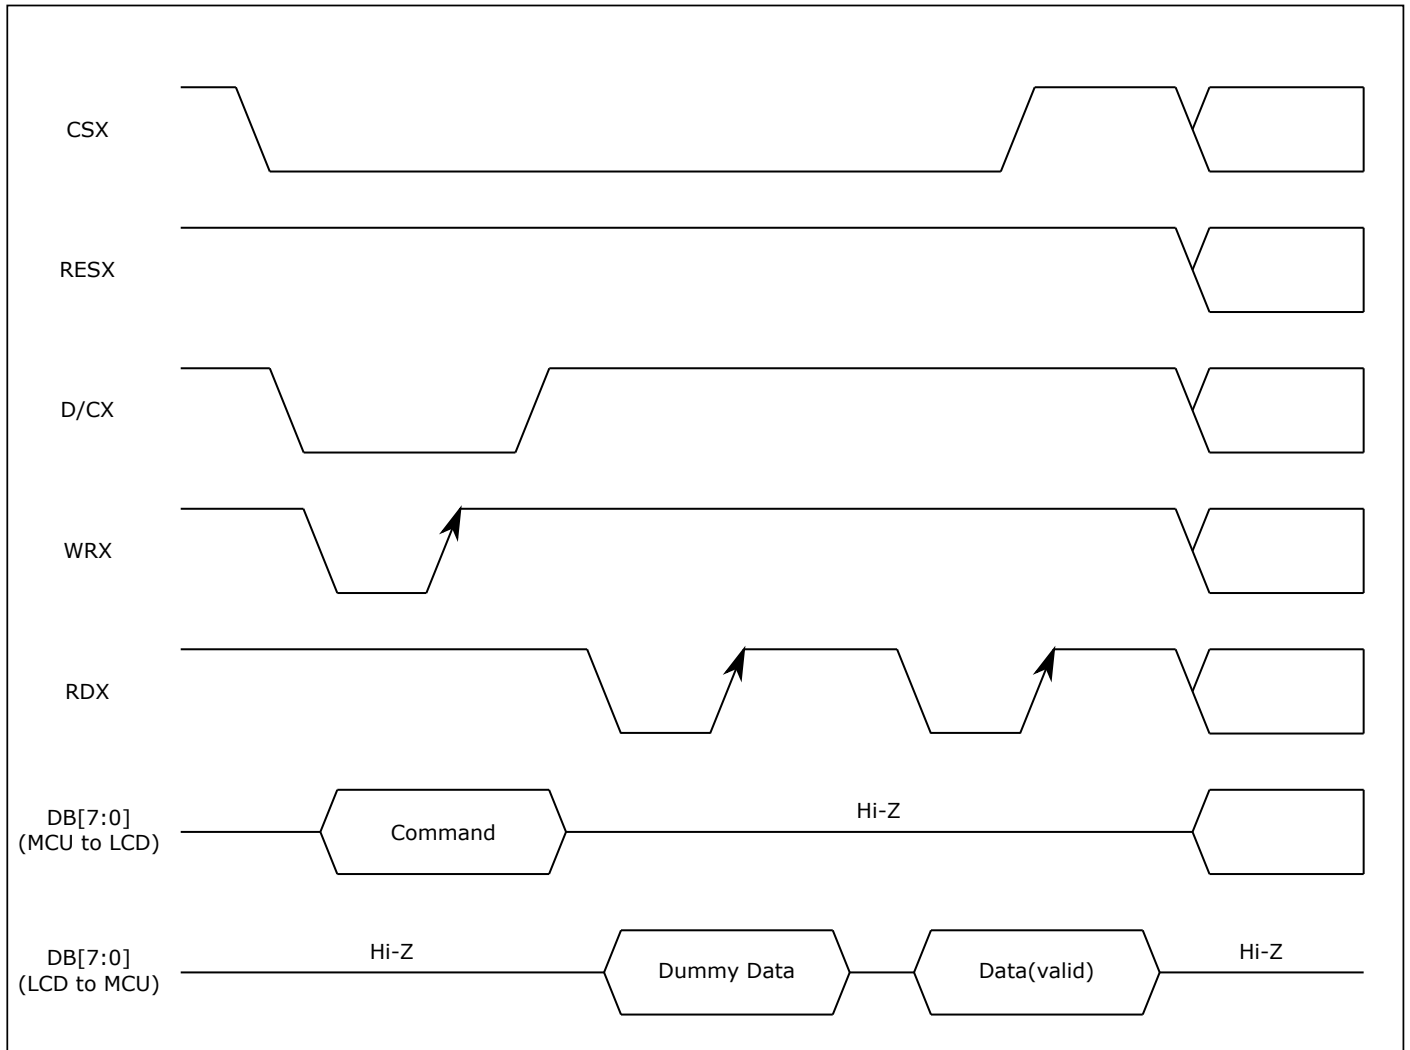 CSX
RESX
D/CX
WRX
RDX
DB[7:0]
(MCU to LCD)
Command
Hi-Z
DB[7:0]
(LCD to MCU)
Hi-Z
Dummy Data
Data(valid)
Hi-Z